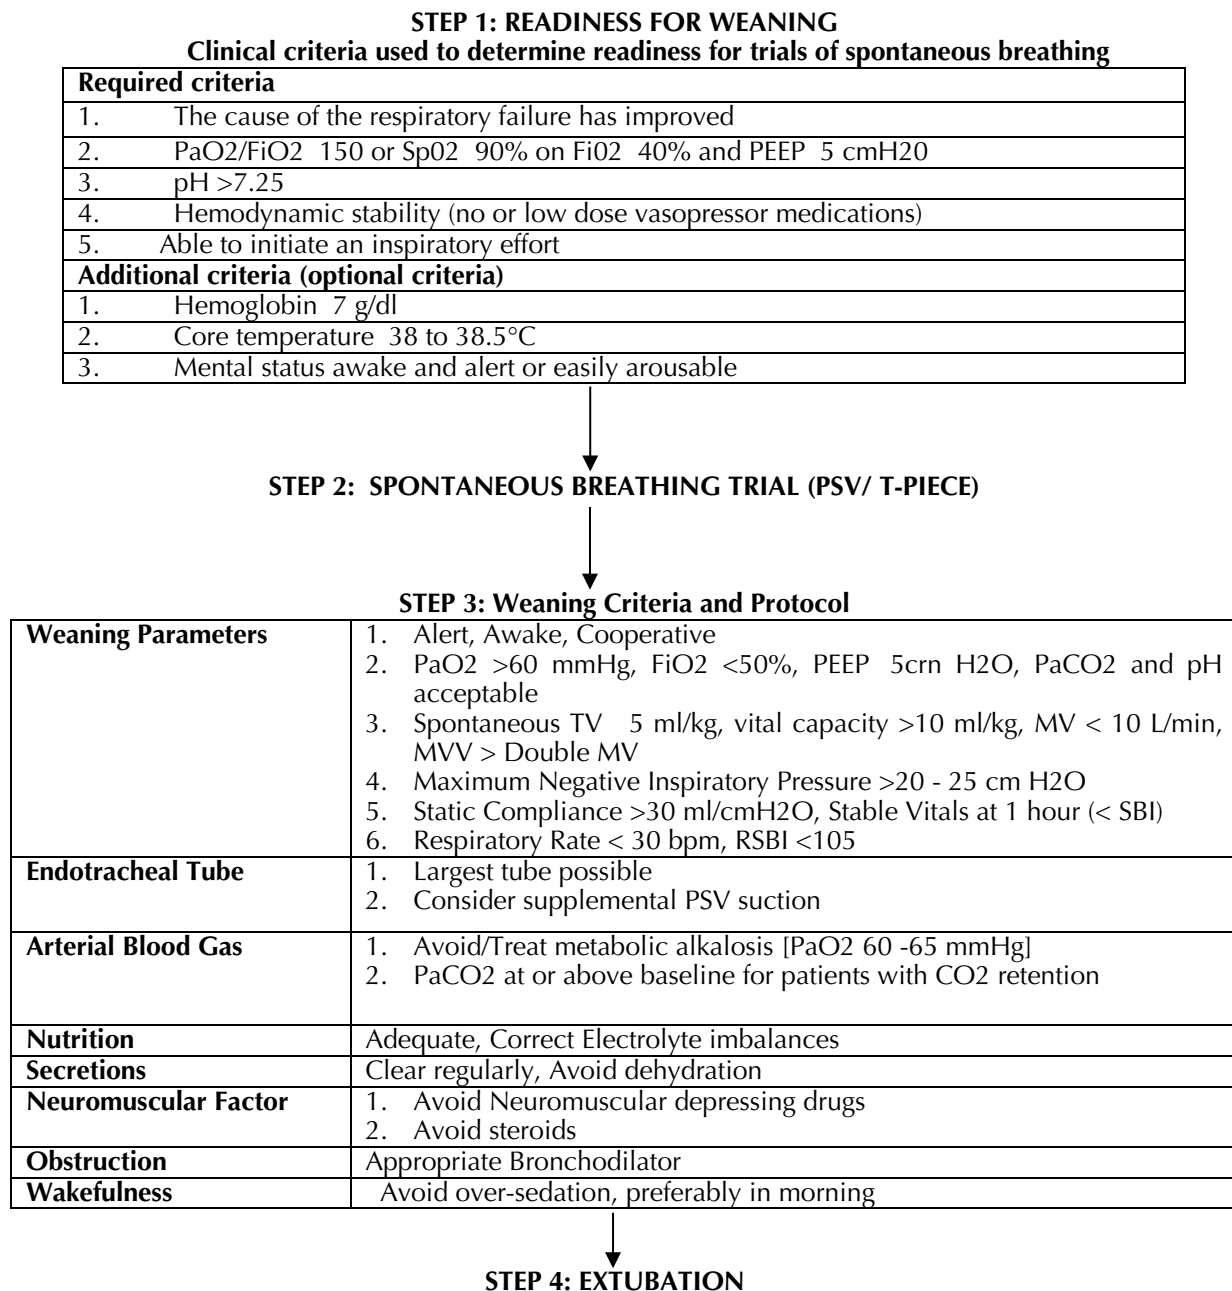 STEP 1: READINESS FOR WEANING
Clinical criteria used to determine readiness for trials of spontaneous breathing
Required criteria
1. The cause of the respiratory failure has improved
2. PaO2/FiO2 150 or Sp02 90% on Fi02 40% and PEEP 5 cmH20
3. pH >7.25
4. Hemodynamic stability (no or low dose vasopressor medications)
5. Able to initiate an inspiratory effort
Additional criteria (optional criteria)
1. Hemoglobin 7 g/dl
2. Core temperature 38 to 38.5°C
3. Mental status awake and alert or easily arousable
STEP 2: SPONTANEOUS BREATHING TRIAL (PSV/ T-PIECE)
STEP 3: Weaning Criteria and Protocol
Weaning Parameters
1. Alert, Awake, Cooperative
2. PaO2 >60 mmHg, FiO2 <50%, PEEP 5crn H2O, PaCO2 and pH
acceptable
3. Spontaneous TV 5 ml/kg, vital capacity >10 ml/kg, MV < 10 L/min,
MVV > Double MV
4. Maximum Negative Inspiratory Pressure >20 - 25 cm H2O
5. Static Compliance >30 ml/cmH2O, Stable Vitals at 1 hour (< SBI)
6. Respiratory Rate < 30 bpm, RSBI <105
Endotracheal Tube
1. Largest tube possible
2. Consider supplemental PSV suction
Arterial Blood Gas
1. Avoid/Treat metabolic alkalosis [PaO2 60 -65 mmHg]
2. PaCO2 at or above baseline for patients with CO2 retention
Nutrition
Adequate, Correct Electrolyte imbalances
Secretions
Clear regularly, Avoid dehydration
Neuromuscular Factor
1. Avoid Neuromuscular depressing drugs
2. Avoid steroids
Obstruction
Appropriate Bronchodilator
Wakefulness
Avoid over-sedation, preferably in morning
STEP 4: EXTUBATION